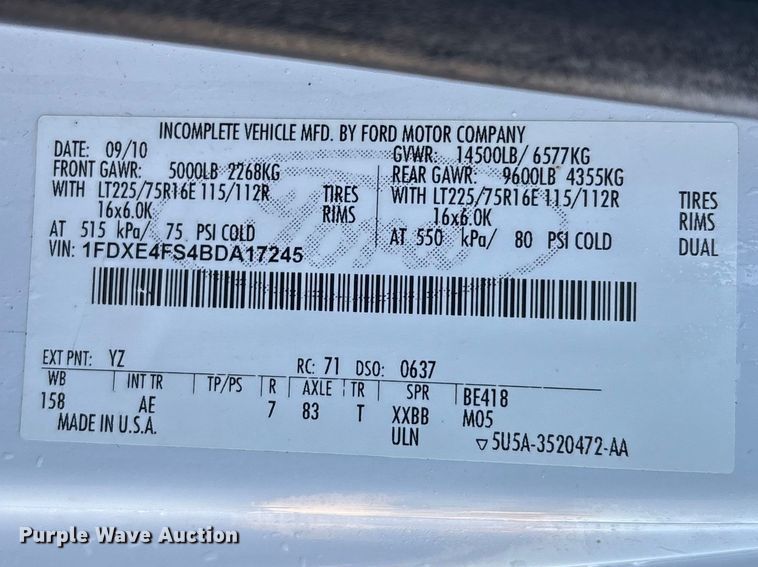 INCOMPLETE VEHICLE MFD. BY FORD MOTOR COMPANY
DATE: 09/10 GVWR: 14500LB/ 6577KG
FRONT GAWR: 5000LB 2268KG REAR GAWR: 9600LB 4355KG
WITH LT225/75R16E 115/112R TIRES WITH LT225/75R16E 115/112R TIRES
16x6.0K RIMS 16x6.0K RIMS
AT 515 kPa/ 75 PSI COLD AT 550 kPa/ 80 PSI COLD DUAL
VIN: 1FDXE4FS4BDA17245
Ford
EXT PNT: YZ RC: 71 DSO: 0637
WB INT TR TP/PS R AXLE TR SPR BE418
158 AE 7 83 T XXBB M05
MADE IN U.S.A. ULN ▽5U5A-3520472-AA
Purple Wave Auction